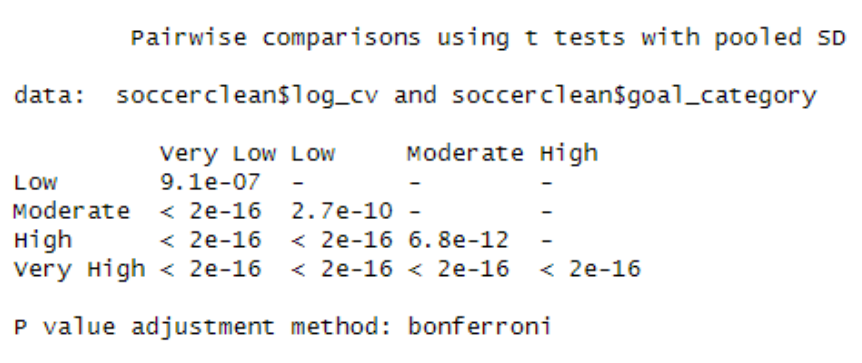 Pairwise comparisons using t tests with pooled SD
data:  soccerclean$log_cv and soccerclean$goal_category
Very Low Low Moderate High
Low 9.1e-07 - - -
Moderate < 2e-16 2.7e-10 - -
High < 2e-16 < 2e-16 6.8e-12 -
Very High < 2e-16 < 2e-16 < 2e-16 < 2e-16
P value adjustment method: bonferroni